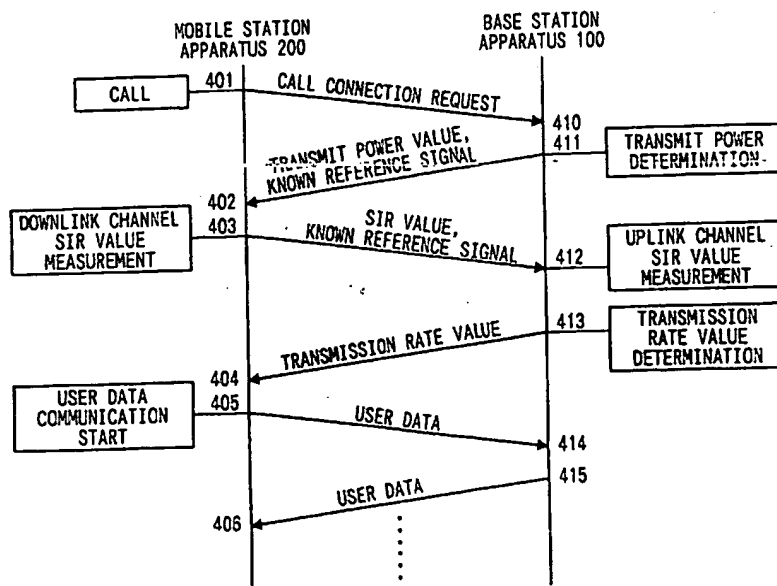 MOBILE STATION
APPARATUS 200
BASE STATION
APPARATUS 100
CALL
401
CALL CONNECTION REQUEST
410
411
TRANSMIT POWER
DETERMINATION
TRANSMIT POWER VALUE,
KNOWN REFERENCE SIGNAL
402
DOWNLINK CHANNEL
SIR VALUE
MEASUREMENT
403
SIR VALUE,
KNOWN REFERENCE SIGNAL
412
UPLINK CHANNEL
SIR VALUE
MEASUREMENT
413
TRANSMISSION
RATE VALUE
DETERMINATION
TRANSMISSION RATE VALUE
404
USER DATA
COMMUNICATION
START
405
USER DATA
414
415
USER DATA
406